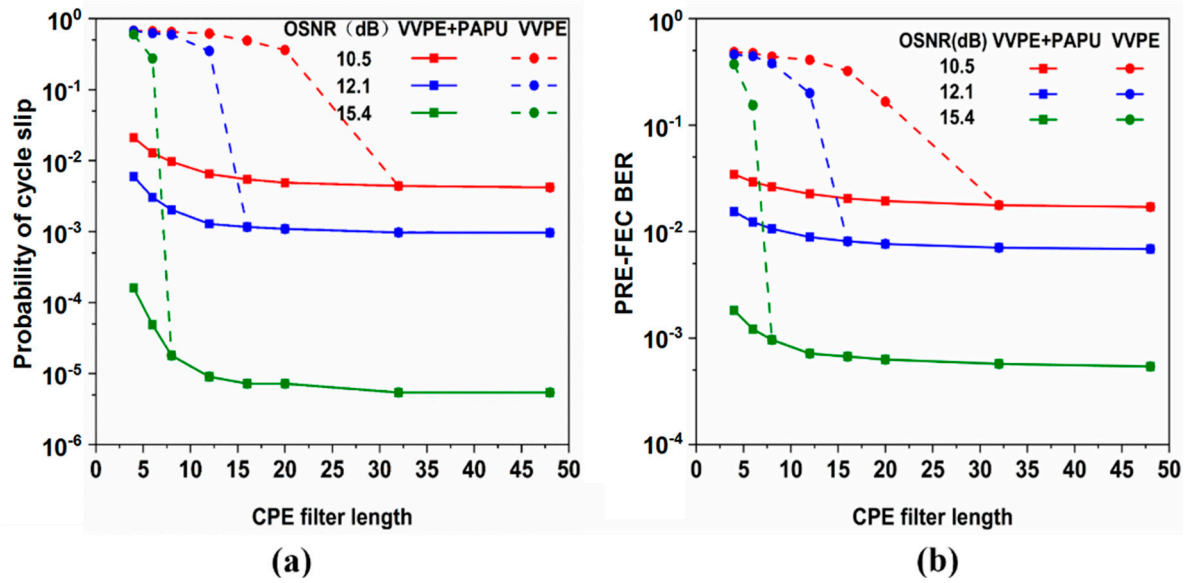 OSNR（dB）VVPE+PAPU VVPE
10.5
12.1
15.4
10^0
10^-1
10^-2
10^-3
10^-4
10^-5
10^-6
Probability of cycle slip
0 5 10 15 20 25 30 35 40 45 50
CPE filter length
(a)
OSNR(dB) VVPE+PAPU VVPE
10.5
12.1
15.4
10^0
10^-1
10^-2
10^-3
10^-4
PRE-FEC BER
0 5 10 15 20 25 30 35 40 45 50
CPE filter length
(b)